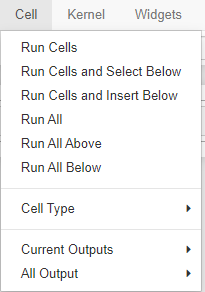 Cell Kernel Widgets
Run Cells
Run Cells and Select Below
Run Cells and Insert Below
Run All
Run All Above
Run All Below
Cell Type
Current Outputs
All Output